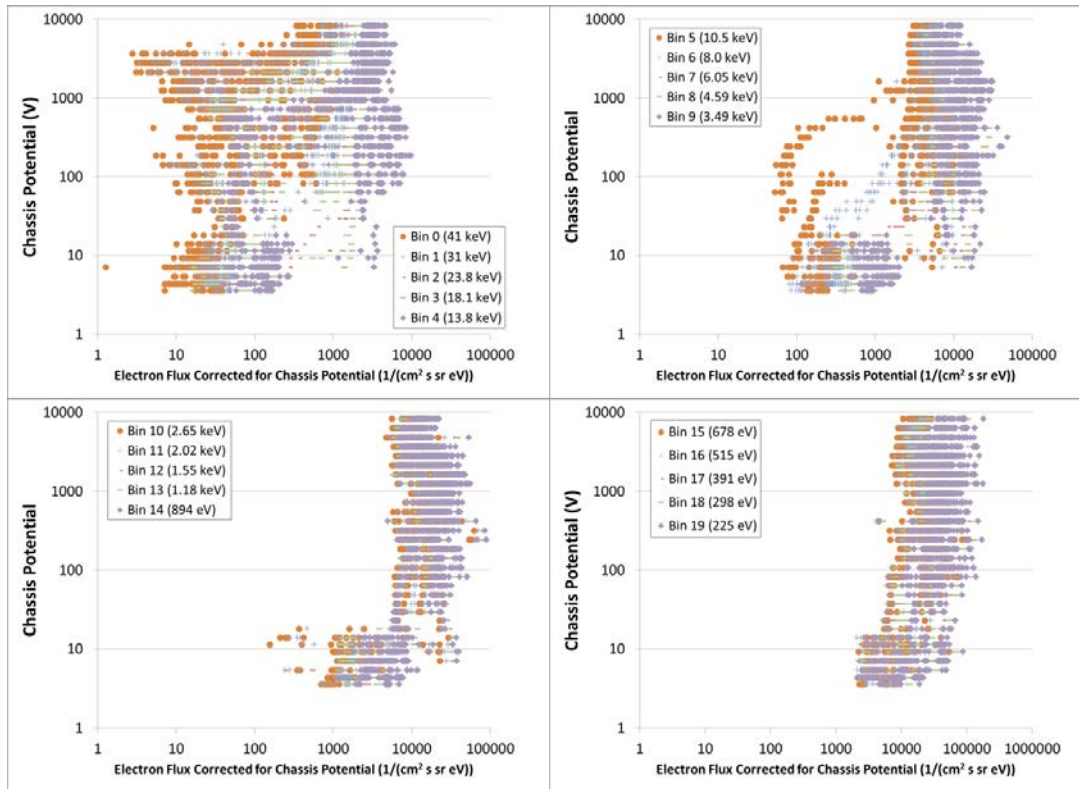 10000
1000
100
10
1
Chassis Potential (V)
Bin 0 (41 keV)
Bin 1 (31 keV)
Bin 2 (23.8 keV)
Bin 3 (18.1 keV)
Bin 4 (13.8 keV)
1 10 100 1000 10000 100000
Electron Flux Corrected for Chassis Potential (1/(cm² s sr eV))
10000
1000
100
10
1
Chassis Potential (V)
Bin 5 (10.5 keV)
Bin 6 (8.0 keV)
Bin 7 (6.05 keV)
Bin 8 (4.59 keV)
Bin 9 (3.49 keV)
1 10 100 1000 10000 100000 1000000
Electron Flux Corrected for Chassis Potential (1/(cm² s sr eV))
10000
1000
100
10
1
Chassis Potential
Bin 10 (2.65 keV)
Bin 11 (2.02 keV)
Bin 12 (1.55 keV)
Bin 13 (1.18 keV)
Bin 14 (894 eV)
1 10 100 1000 10000 100000
Electron Flux Corrected for Chassis Potential (1/(cm² s sr eV))
10000
1000
100
10
1
Chassis Potential (V)
Bin 15 (678 eV)
Bin 16 (515 eV)
Bin 17 (391 eV)
Bin 18 (298 eV)
Bin 19 (225 eV)
1 10 100 1000 10000 100000 1000000
Electron Flux Corrected for Chassis Potential (1/(cm² s sr eV))